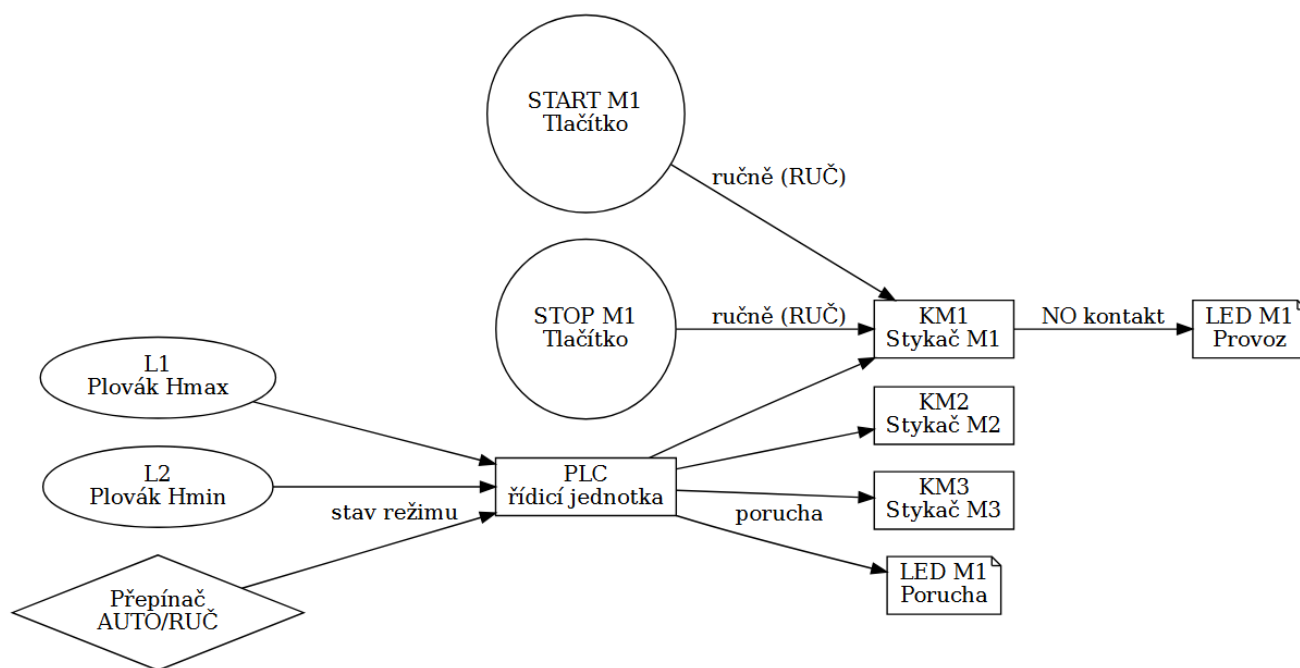 START M1
Tlačítko
ručně (RUČ)
STOP M1
Tlačítko
ručně (RUČ)
KM1
Stykač M1
NO kontakt
LED M1
Provoz
L1
Plovák Hmax
KM2
Stykač M2
L2
Plovák Hmin
stav režimu
PLC
řídicí jednotka
KM3
Stykač M3
porucha
LED M1
Porucha
Přepínač
AUTO/RUČ